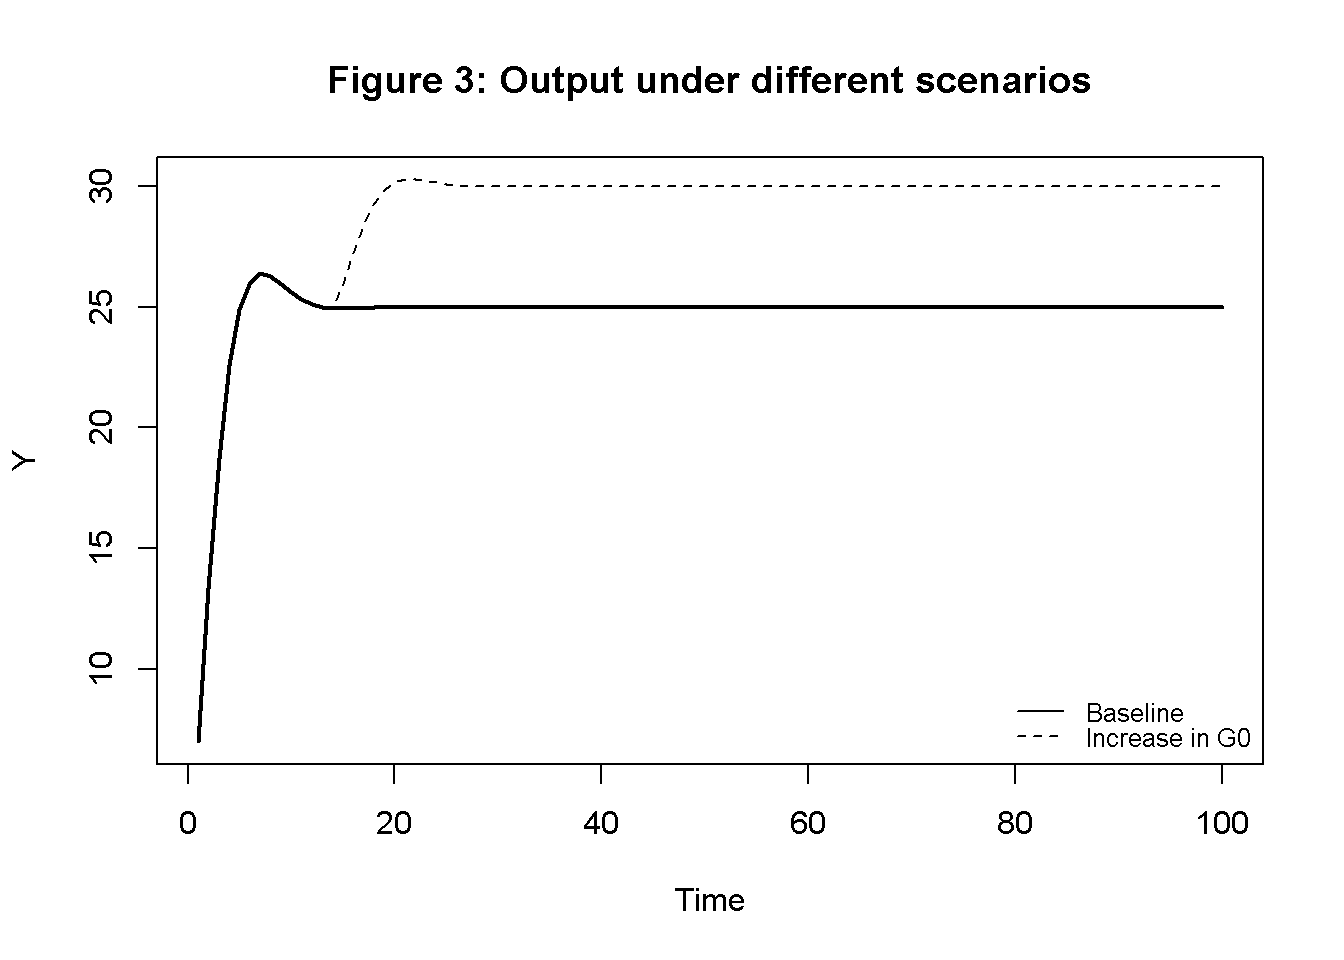 Figure 3: Output under different scenarios
30
25
20
15
10
Y
Baseline
Increase in G0
0 20 40 60 80 100
Time